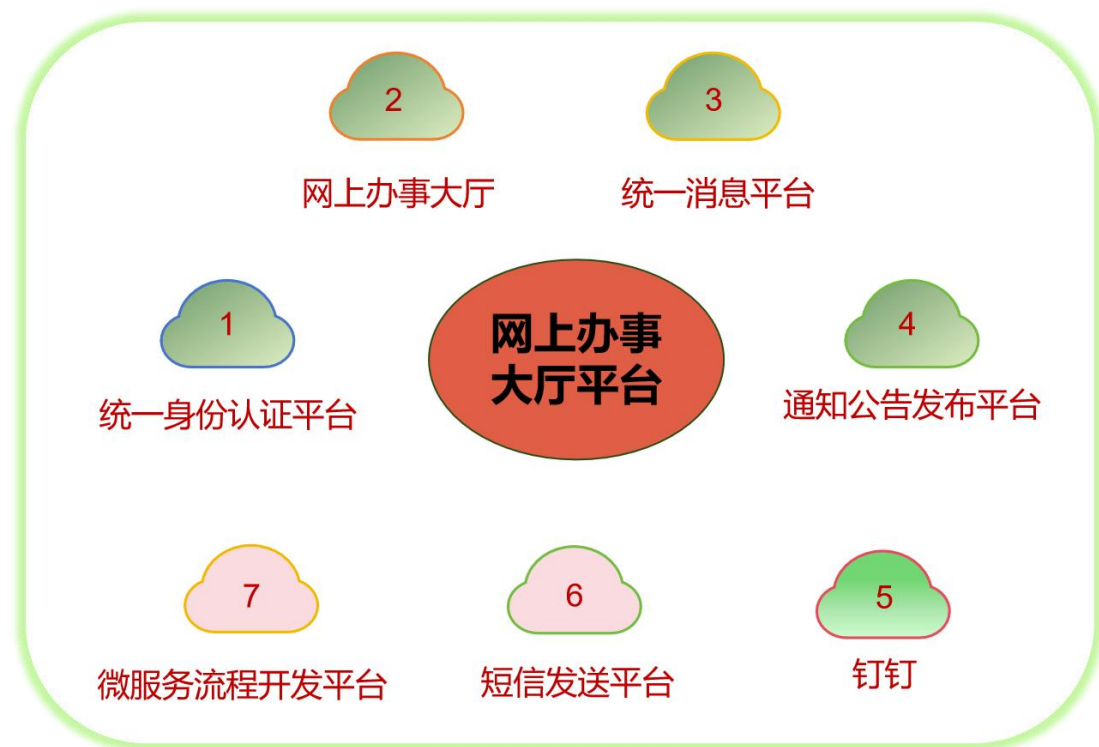 2
3
网上办事大厅
统一消息平台
1
网上办事
大厅平台
4
统一身份认证平台
通知公告发布平台
7
6
5
微服务流程开发平台
短信发送平台
钉钉